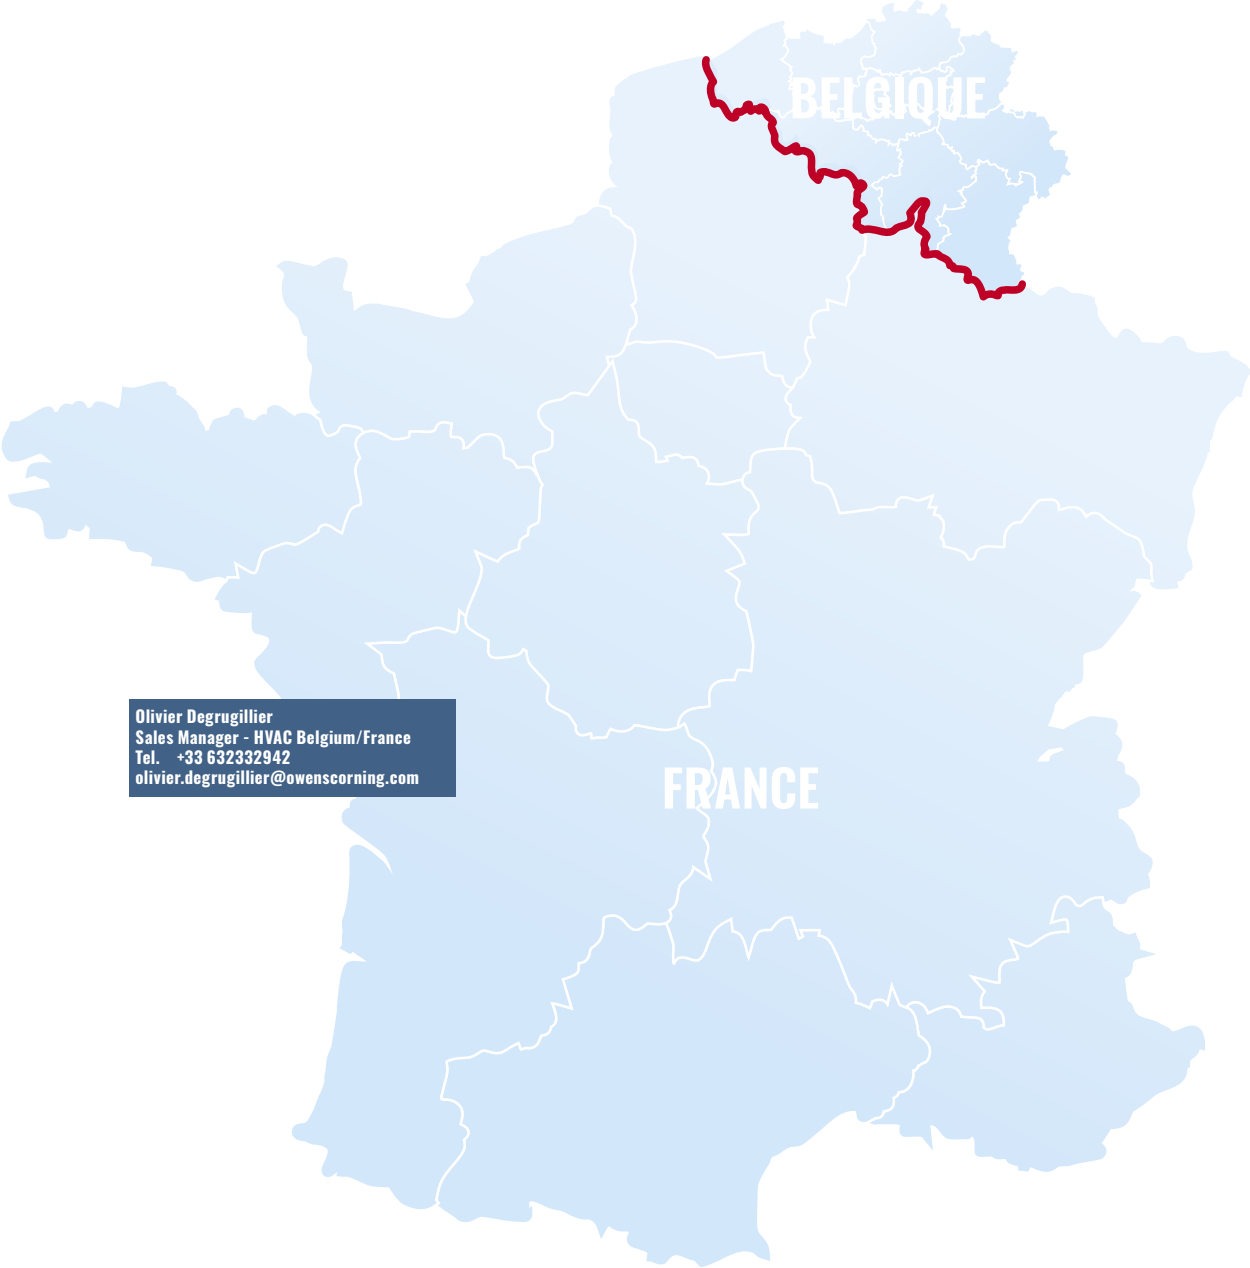 BELGIQUE
Olivier Degrugillier
Sales Manager - HVAC Belgium/France
Tel. +33 632332942
olivier.degrugillier@owenscorning.com
FRANCE